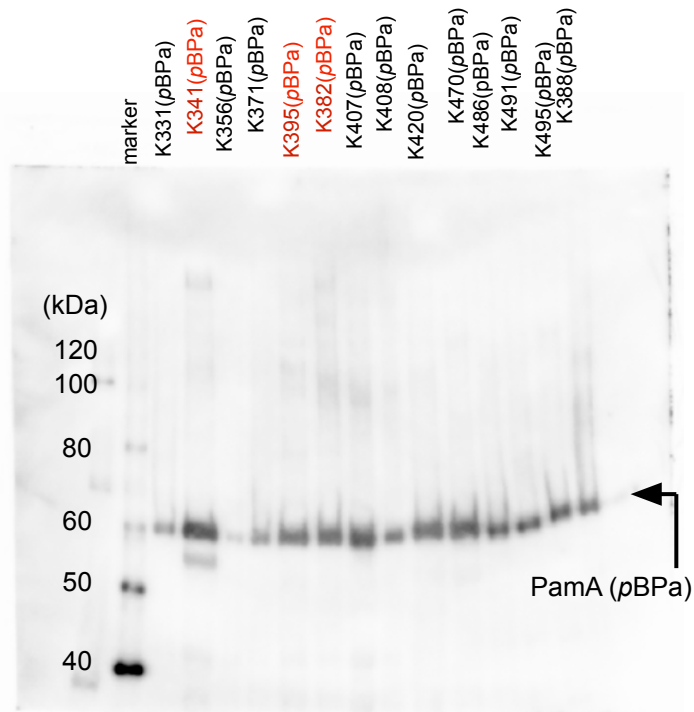 marker
K331(pBPa)
K341(pBPa)
K356(pBPa)
K371(pBPa)
K395(pBPa)
K382(pBPa)
K407(pBPa)
K408(pBPa)
K420(pBPa)
K470(pBPa)
K486(pBPa)
K491(pBPa)
K495(pBPa)
K388(pBPa)
(kDa)
120
100
80
60
50
40
PamA (pBPa)